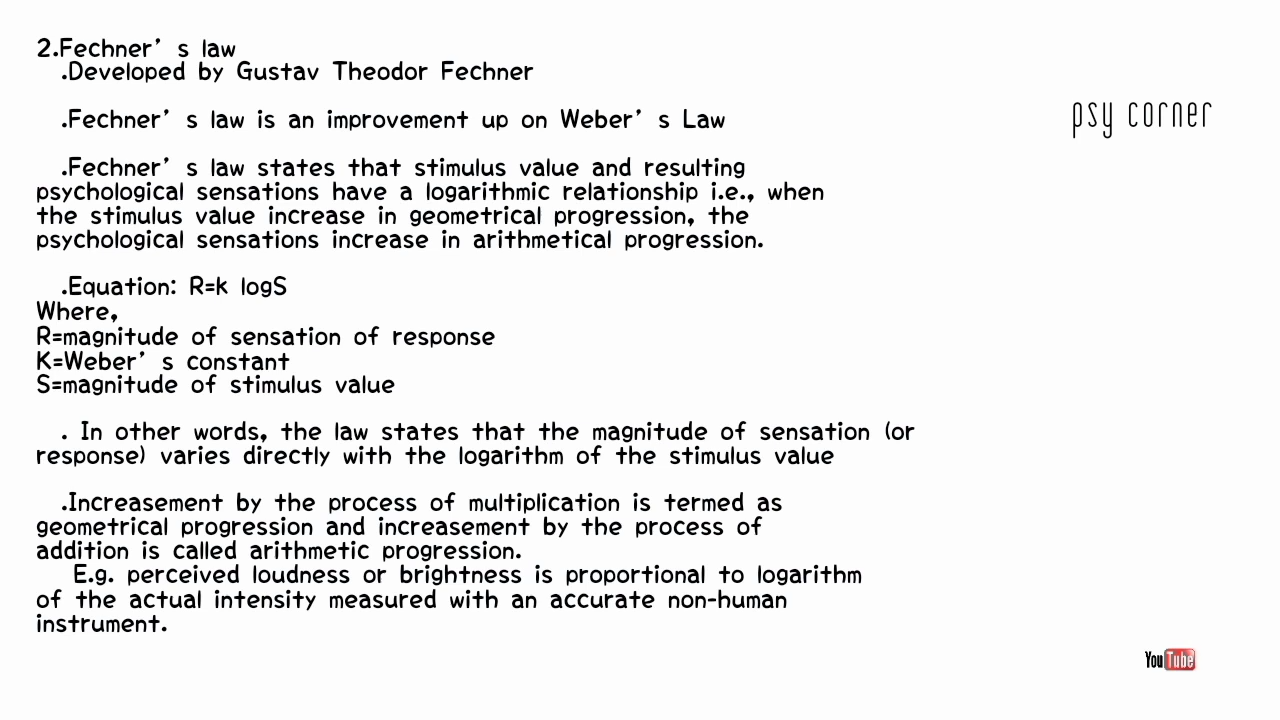 2.Fechner’ s law
.Developed by Gustav Theodor Fechner
.Fechner’ s law is an improvement up on Weber’ s Law
psy corner
.Fechner’ s law states that stimulus value and resulting
psychological sensations have a logarithmic relationship i.e., when
the stimulus value increase in geometrical progression, the
psychological sensations increase in arithmetical progression.
.Equation: R=k logS
Where,
R=magnitude of sensation of response
K=Weber’ s constant
S=magnitude of stimulus value
. In other words, the law states that the magnitude of sensation (or
response) varies directly with the logarithm of the stimulus value
.Increasement by the process of multiplication is termed as
geometrical progression and increasement by the process of
addition is called arithmetic progression.
E.g. perceived loudness or brightness is proportional to logarithm
of the actual intensity measured with an accurate non-human
instrument.
YouTube